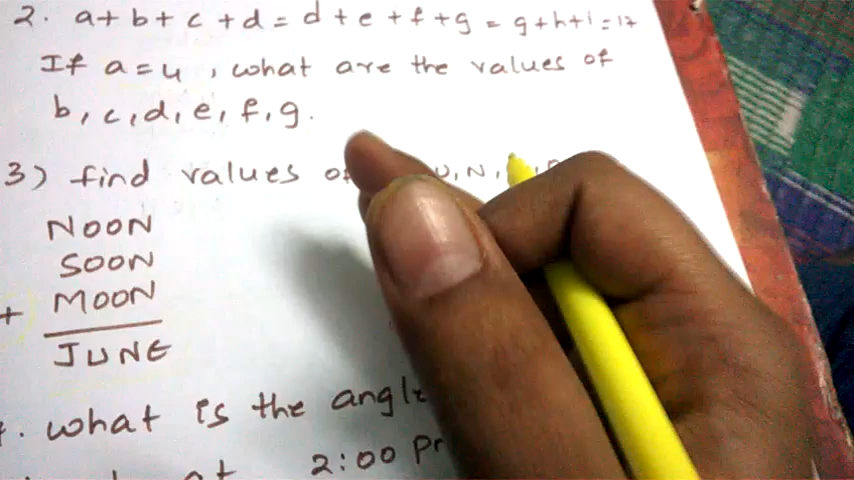 2. a + b + c + d = d + e + f + g = g + h + i = 17
If a = 4, what are the values of
b, c, d, e, f, g.
3) find values of U, N,
NOON
SOON
+ MOON
JUNE
. what is the angle
at 2:00